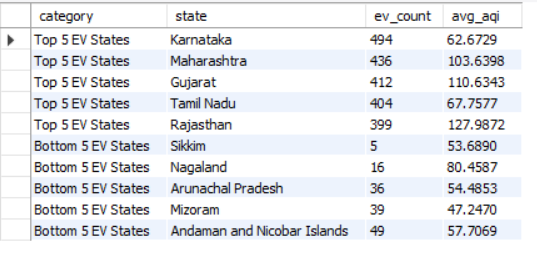 category state ev_count avg_aqi
Top 5 EV States Karnataka 494 62.6729
Top 5 EV States Maharashtra 436 103.6398
Top 5 EV States Gujarat 412 110.6343
Top 5 EV States Tamil Nadu 404 67.7577
Top 5 EV States Rajasthan 399 127.9872
Bottom 5 EV States Sikkim 5 53.6890
Bottom 5 EV States Nagaland 16 80.4587
Bottom 5 EV States Arunachal Pradesh 36 54.4853
Bottom 5 EV States Mizoram 39 47.2470
Bottom 5 EV States Andaman and Nicobar Islands 49 57.7069